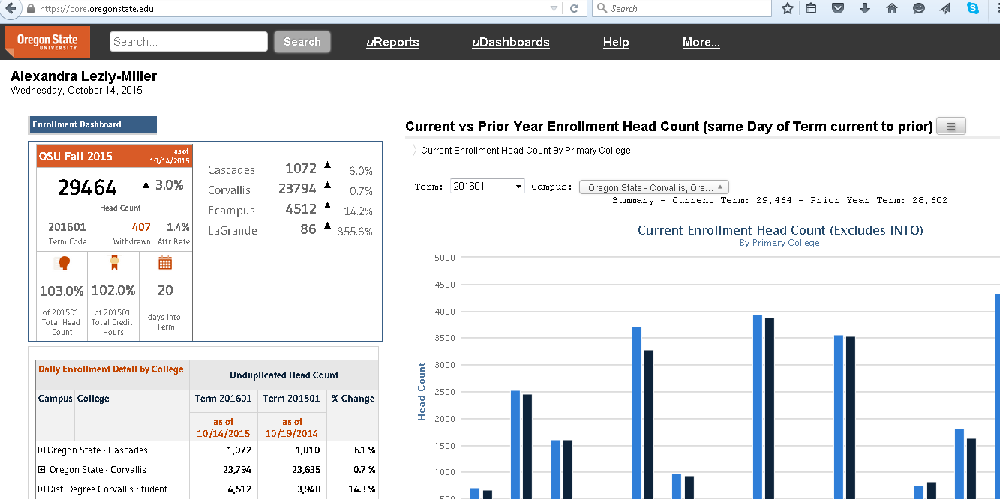 https://core.oregonstate.edu
Search
Oregon State
UNIVERSITY
Search...
Search
uReports
uDashboards
Help
More...
Alexandra Leziy-Miller
Wednesday, October 14, 2015
Enrollment Dashboard
OSU Fall 2015
as of
10/14/2015
29464
▲ 3.0%
Head Count
201601
407
1.4%
Term Code
Withdrawn
Attr Rate
103.0%
102.0%
20
of 201501
Total Head
Count
of 201501
Total Credit
Hours
days into
Term
Cascades 1072 ▲ 6.0%
Corvallis 23794 ▲ 0.7%
Ecampus 4512 ▲ 14.2%
LaGrande 86 ▲ 855.6%
Daily Enrollment Detail by College
Unduplicated Head Count
Campus College Term 201601 Term 201501 % Change
as of
10/14/2015
as of
10/19/2014
Oregon State - Cascades 1,072 1,010 6.1 %
Oregon State - Corvallis 23,794 23,635 0.7 %
Dist. Degree Corvallis Student 4,512 3,948 14.3 %
Current vs Prior Year Enrollment Head Count (same Day of Term current to prior)
Current Enrollment Head Count By Primary College
Term: 201601 Campus: Oregon State - Corvallis, Ore...
Summary - Current Term: 29,464 - Prior Year Term: 28,602
Current Enrollment Head Count (Excludes INTO)
By Primary College
Head Count
5000
4500
4000
3500
3000
2500
2000
1500
1000
500